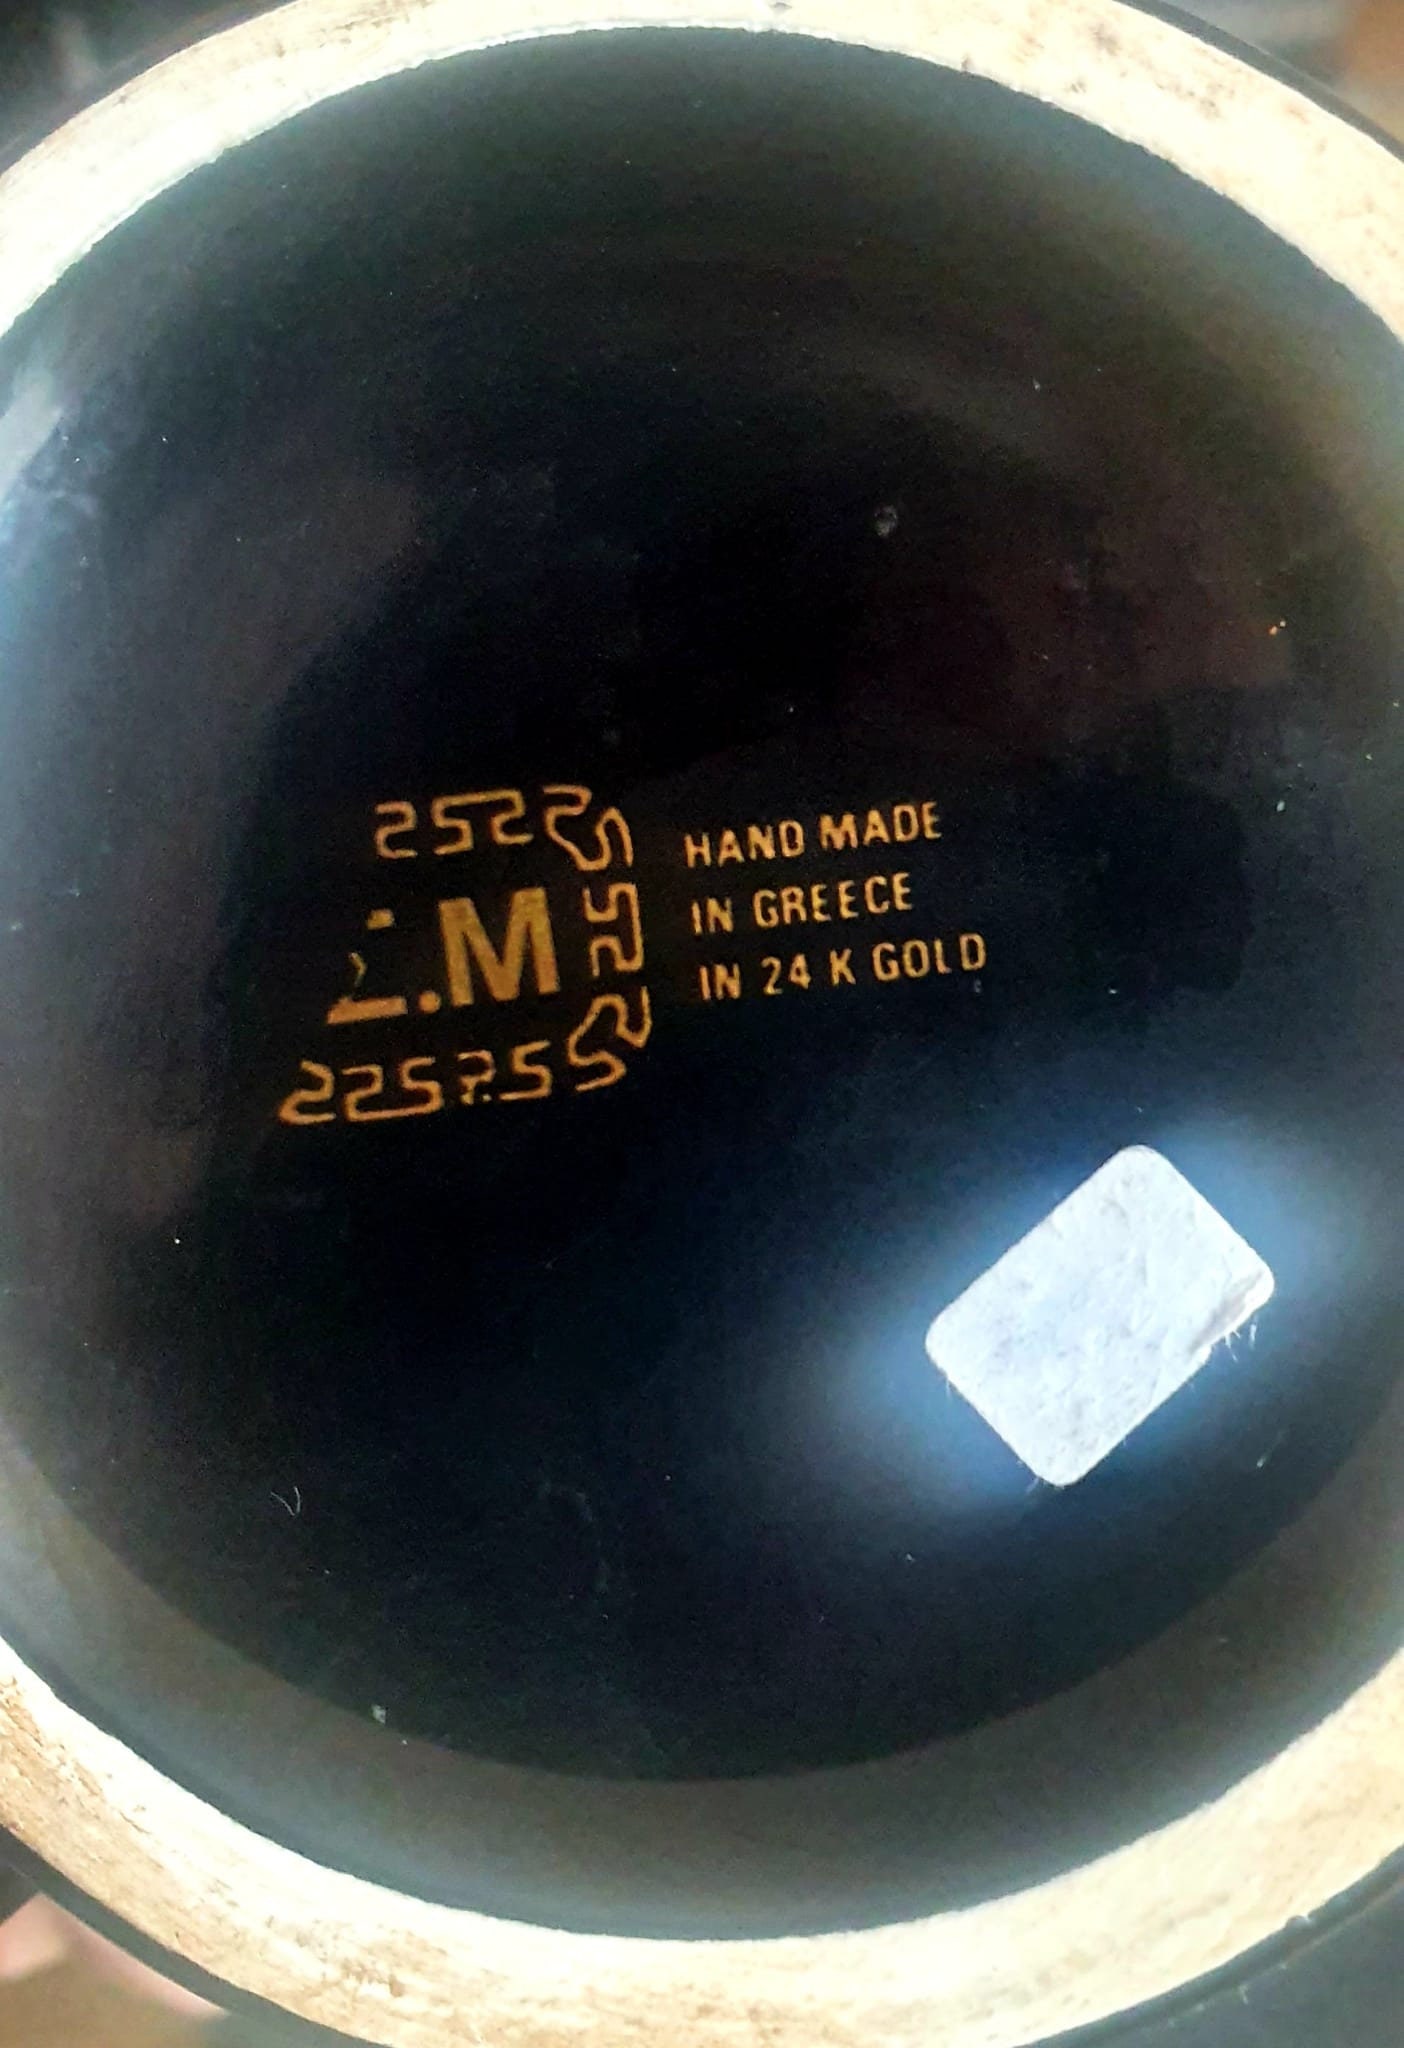 Σ.M
HAND MADE
IN GREECE
IN 24 K GOLD